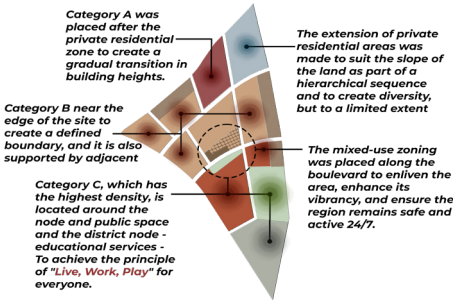 Category A was
placed after the
private residential
zone to create a
gradual transition in
building heights.
The extension of private
residential areas was
made to suit the slope of
the land as part of a
hierarchical sequence
and to create diversity,
but to a limited extent
Category B near the
edge of the site to
create a defined
boundary, and it is also
supported by adjacent
The mixed-use zoning
was placed along the
boulevard to enliven the
area, enhance its
vibrancy, and ensure the
region remains safe and
active 24/7.
Category C, which has
the highest density, is
located around the
node and public space
and the district node -
educational services -
To achieve the principle
of "Live, Work, Play" for
everyone.